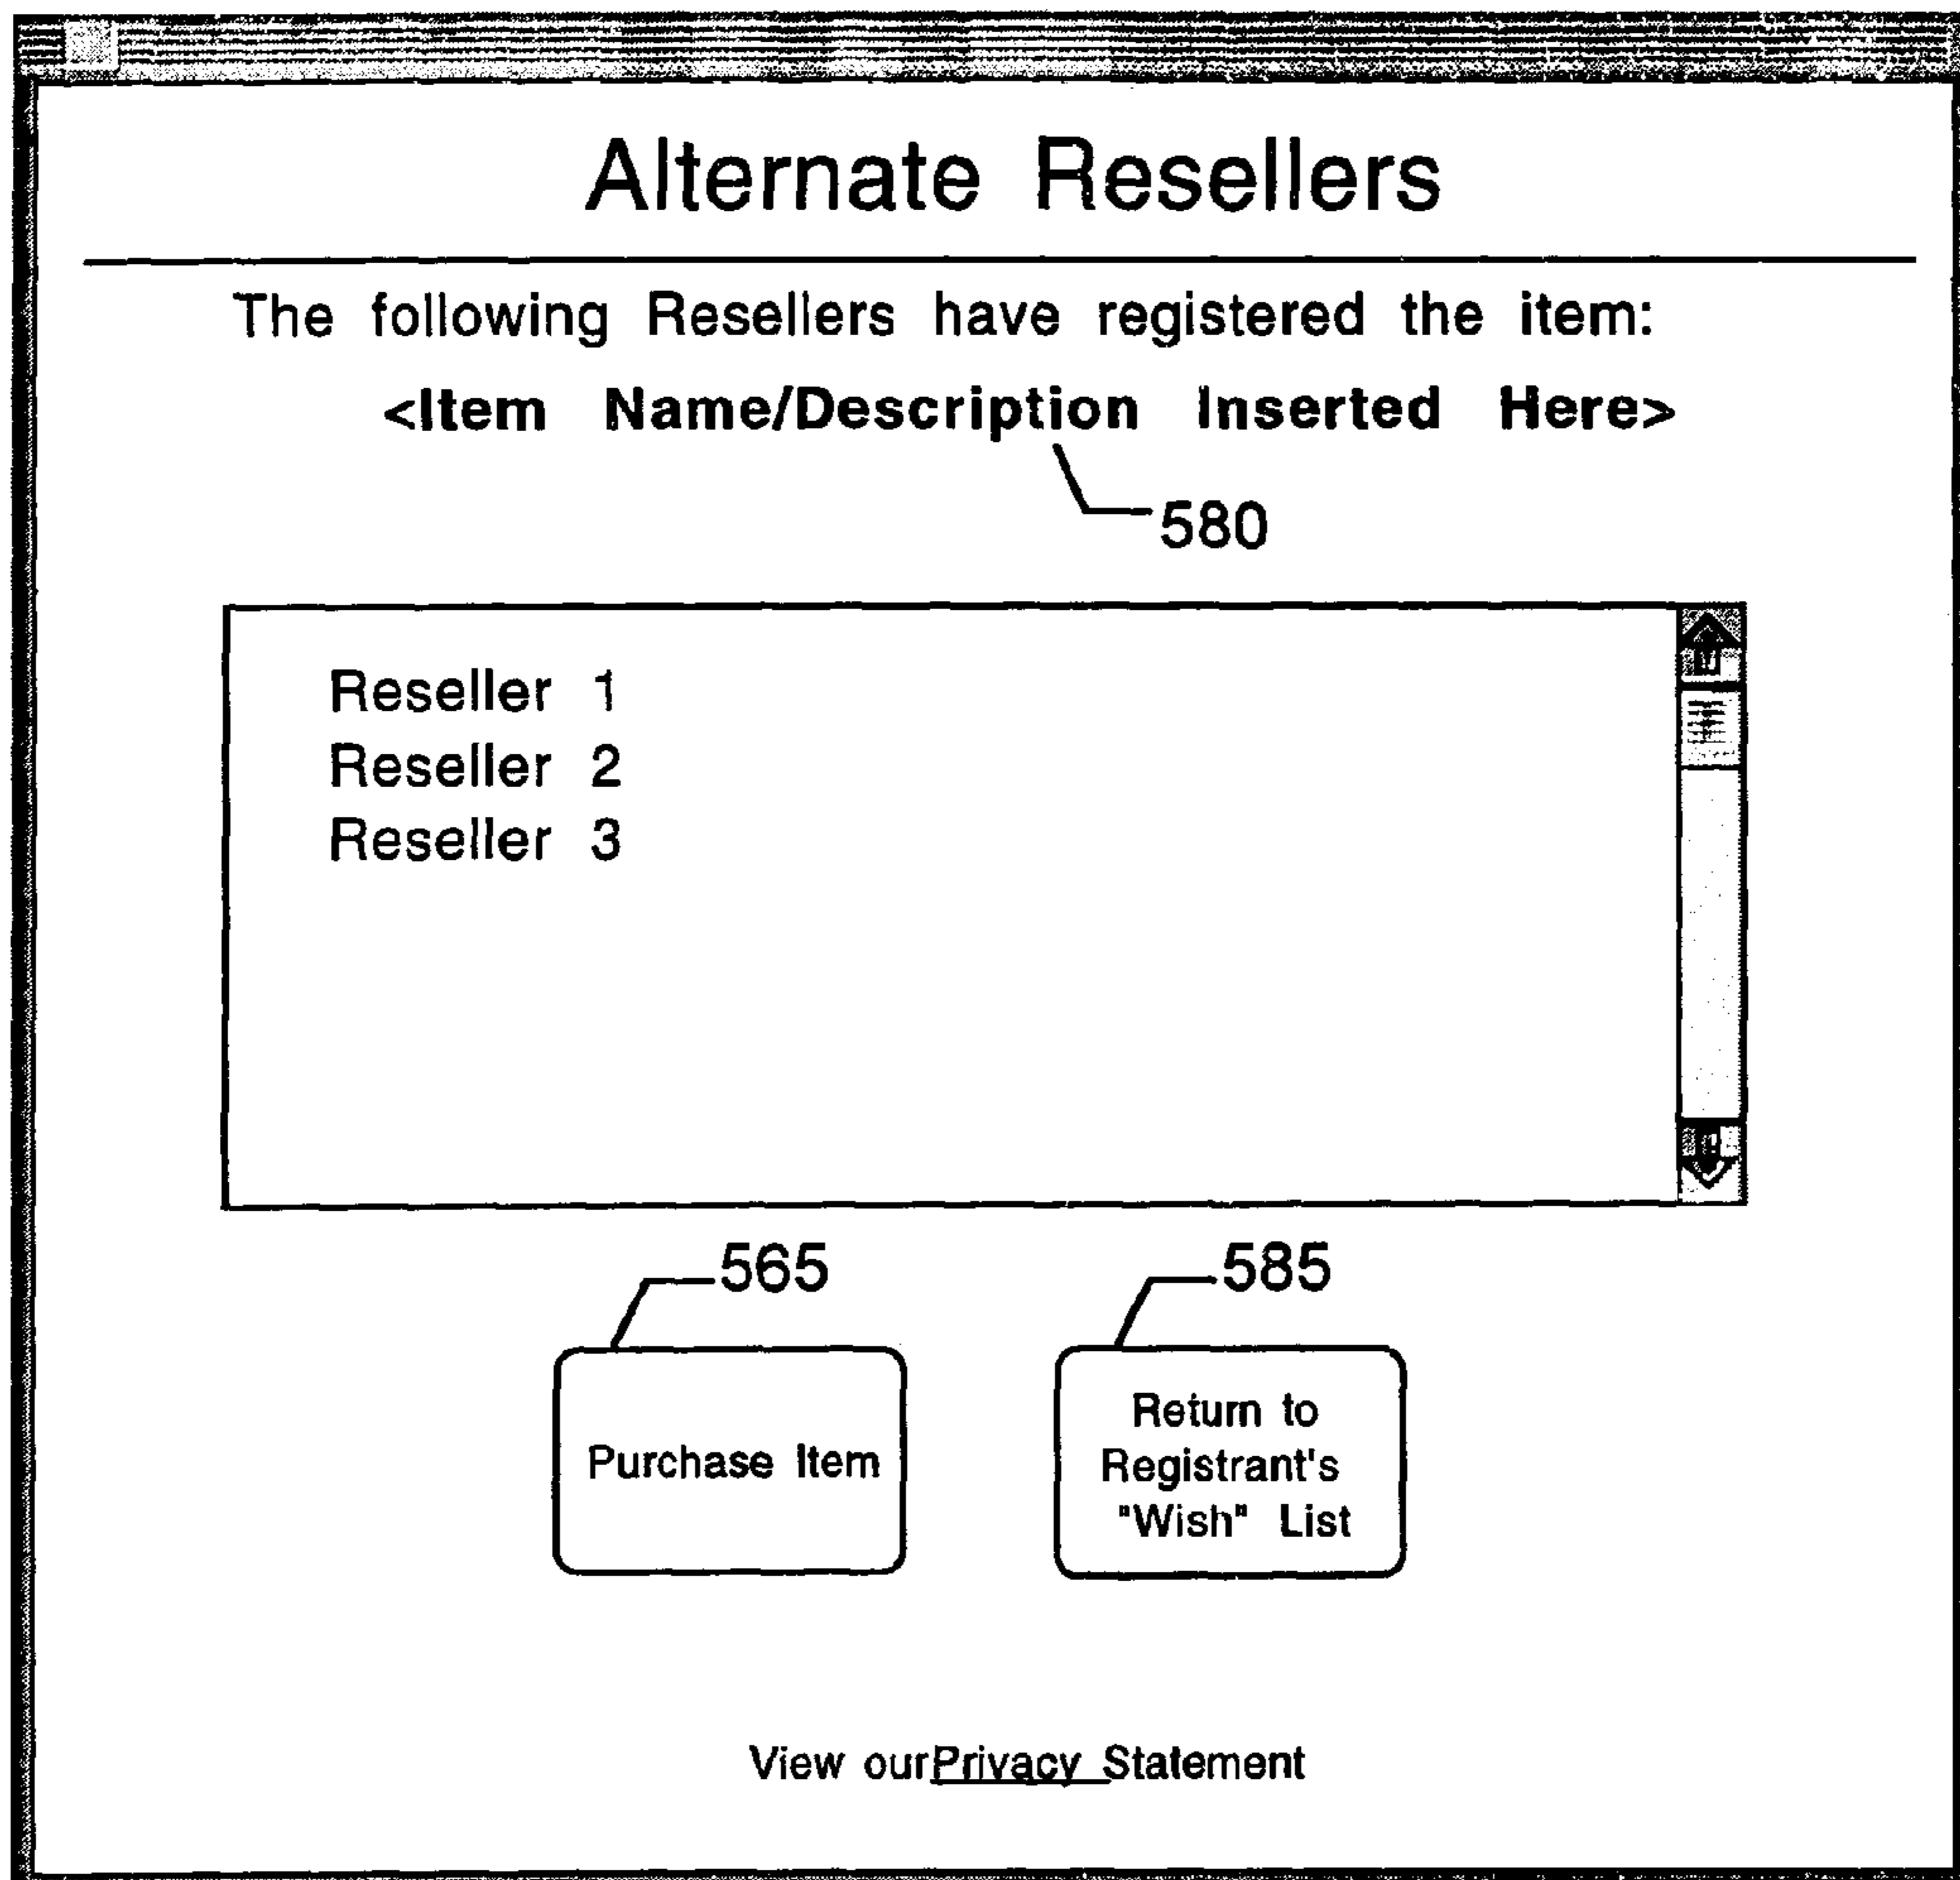 Alternate Resellers
The following Resellers have registered the item:
<Item Name/Description Inserted Here>
580
Reseller 1
Reseller 2
Reseller 3
565
585
Purchase Item
Return to
Registrant's
"Wish" List
View our Privacy Statement